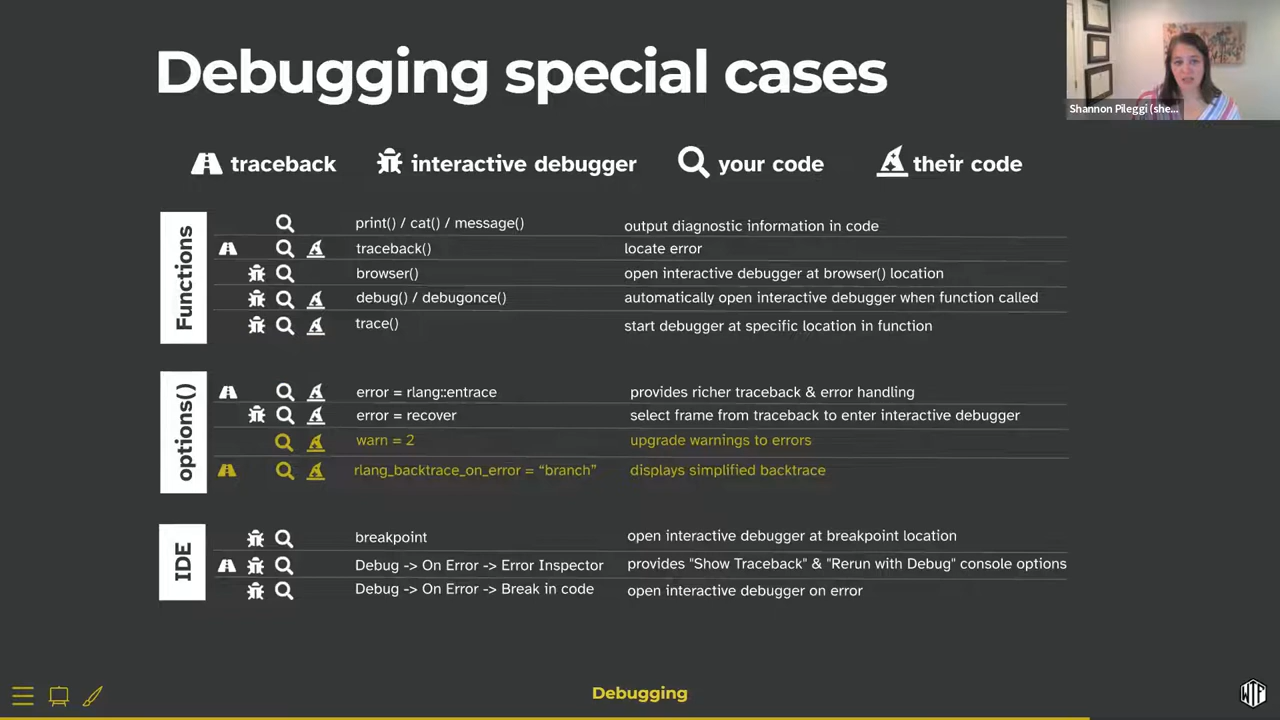 Debugging special cases
Shannon Pileggi (she...
traceback interactive debugger your code their code
Functions
print() / cat() / message() output diagnostic information in code
traceback() locate error
browser() open interactive debugger at browser() location
debug() / debugonce() automatically open interactive debugger when function called
trace() start debugger at specific location in function
options()
error = rlang::entrace provides richer traceback & error handling
error = recover select frame from traceback to enter interactive debugger
warn = 2 upgrade warnings to errors
rlang_backtrace_on_error = “branch” displays simplified backtrace
IDE
breakpoint open interactive debugger at breakpoint location
Debug -> On Error -> Error Inspector provides "Show Traceback" & "Rerun with Debug" console options
Debug -> On Error -> Break in code open interactive debugger on error
Debugging
WTF